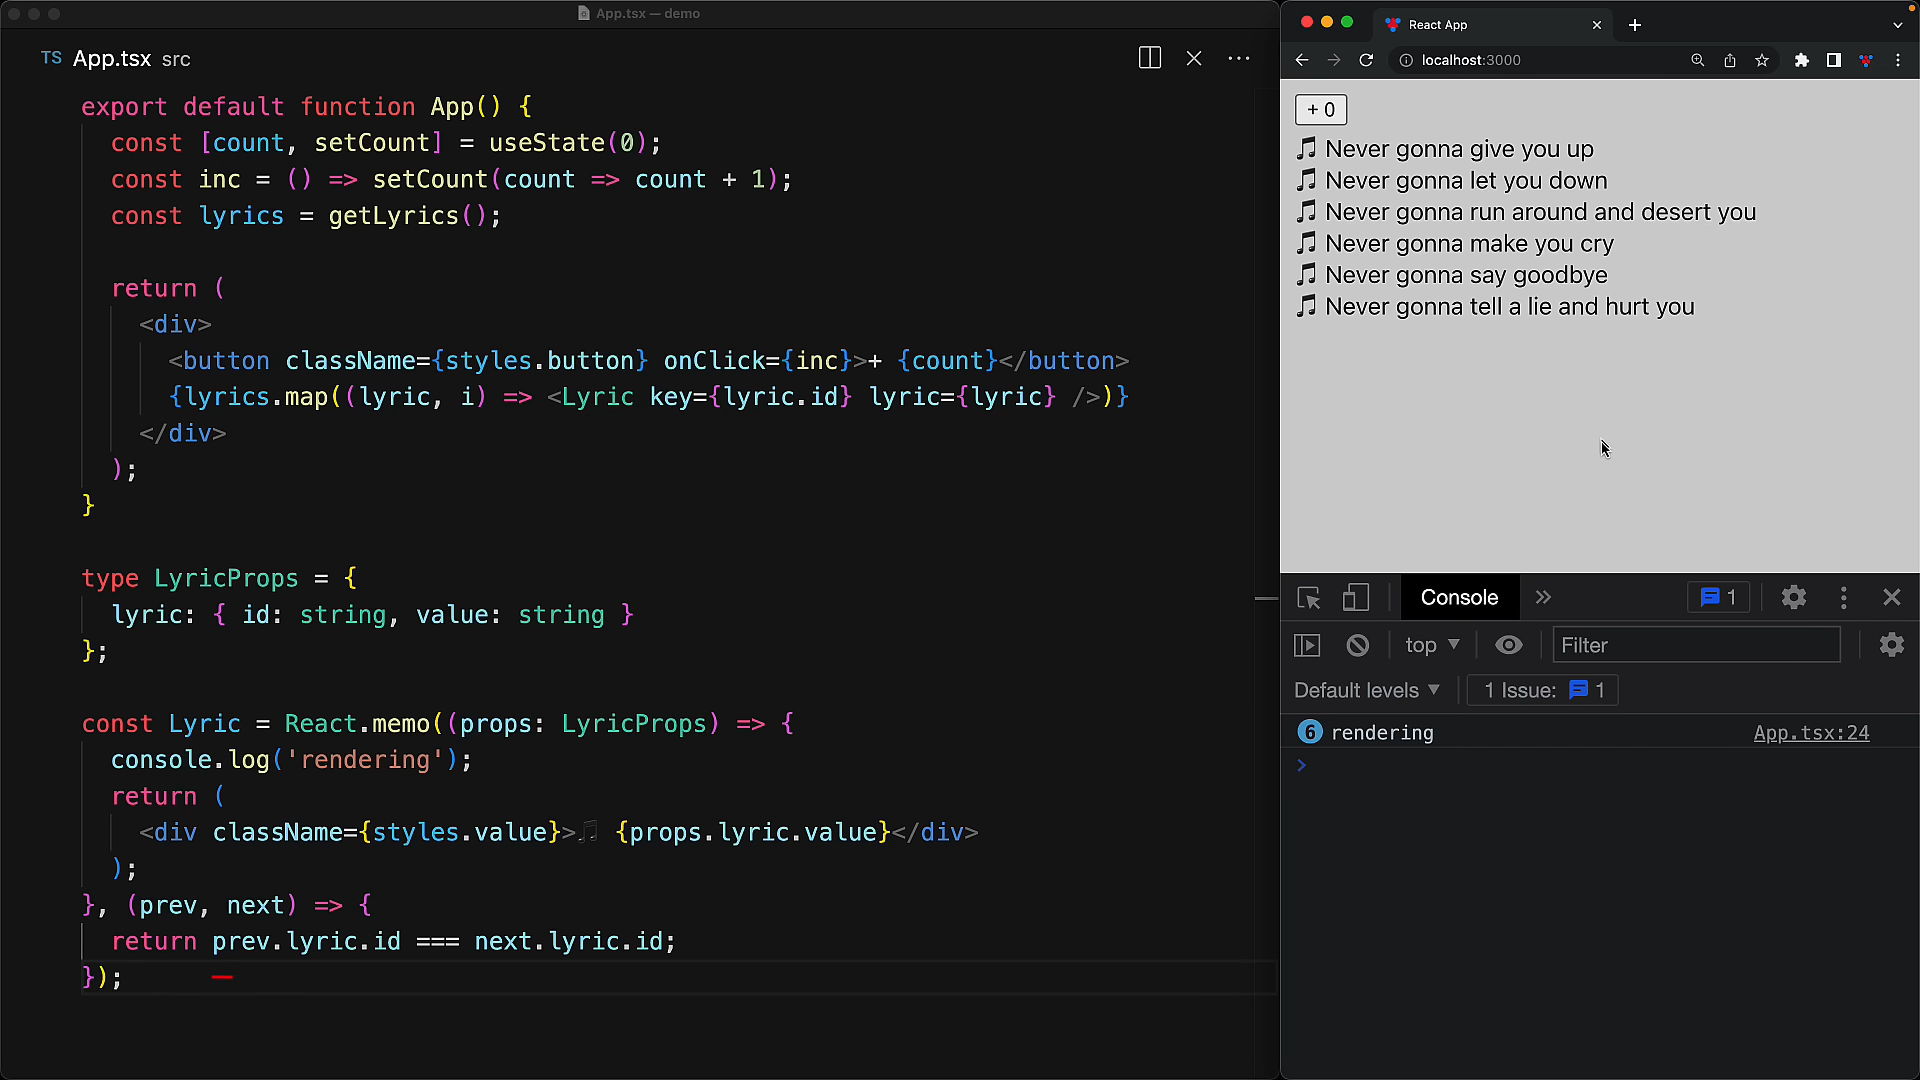 App.tsx — demo
TS App.tsx src
export default function App() {
const [count, setCount] = useState(0);
const inc = () => setCount(count => count + 1);
const lyrics = getLyrics();
return (
<div>
<button className={styles.button} onClick={inc}>+ {count}</button>
{lyrics.map((lyric, i) => <Lyric key={lyric.id} lyric={lyric} />)}
</div>
);
}
type LyricProps = {
lyric: { id: string, value: string }
};
const Lyric = React.memo((props: LyricProps) => {
console.log('rendering');
return (
<div className={styles.value}>🎵 {props.lyric.value}</div>
);
}, (prev, next) => {
return prev.lyric.id === next.lyric.id;
});
React App
localhost:3000
+ 0
🎵 Never gonna give you up
🎵 Never gonna let you down
🎵 Never gonna run around and desert you
🎵 Never gonna make you cry
🎵 Never gonna say goodbye
🎵 Never gonna tell a lie and hurt you
Console » 1
top Filter
Default levels 1 Issue: 1
6 rendering App.tsx:24